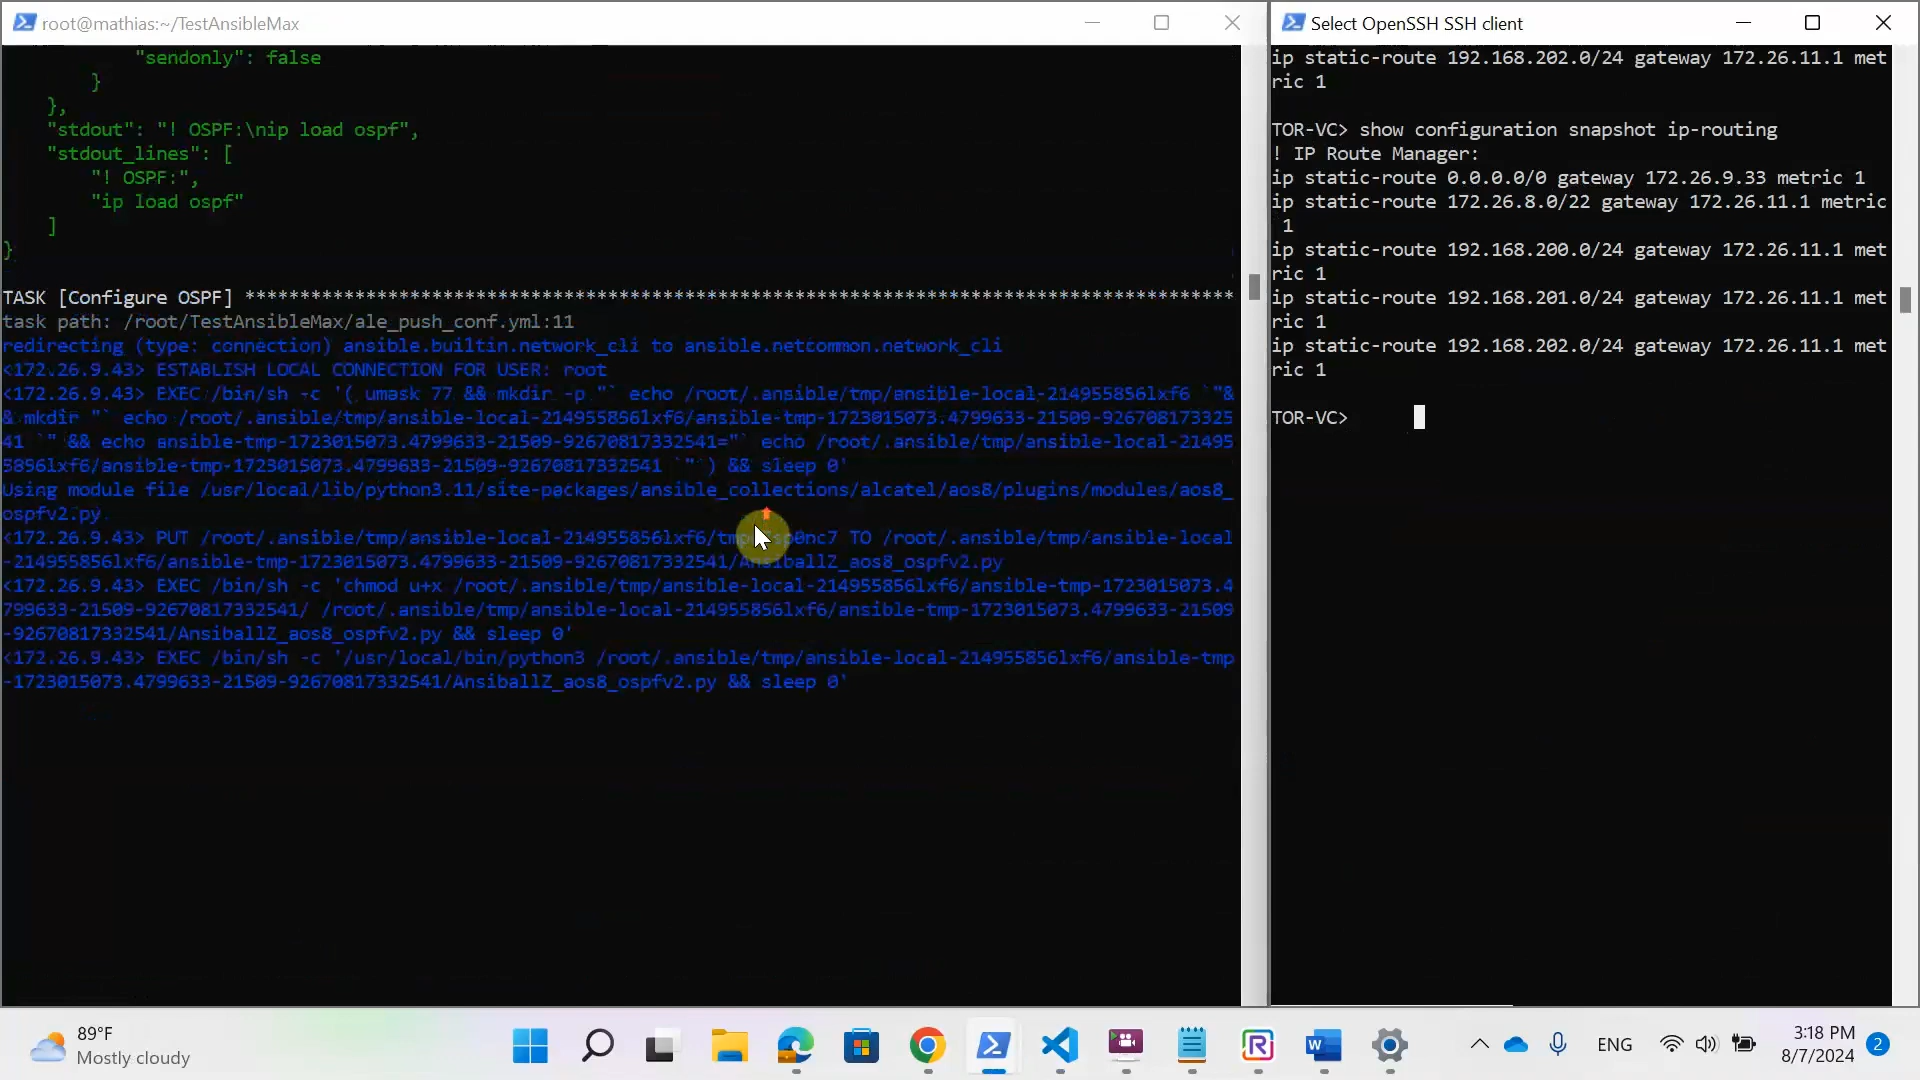 root@mathias:~/TestAnsibleMax
"sendonly": false
}
},
"stdout": "! OSPF:\nip load ospf",
"stdout_lines": [
"! OSPF:",
"ip load ospf"
]
}
TASK [Configure OSPF] ******************************************************************************************
task path: /root/TestAnsibleMax/ale_push_conf.yml:11
redirecting (type: connection) ansible.builtin.network_cli to ansible.netcommon.network_cli
<172.26.9.43> ESTABLISH LOCAL CONNECTION FOR USER: root
<172.26.9.43> EXEC /bin/sh -c '( umask 77 && mkdir -p "` echo /root/.ansible/tmp/ansible-local-2149558561xf6 `"&
& mkdir "` echo /root/.ansible/tmp/ansible-local-2149558561xf6/ansible-tmp-1723015073.4799633-21509-926708173325
41 `" && echo ansible-tmp-1723015073.4799633-21509-92670817332541="` echo /root/.ansible/tmp/ansible-local-21495
58561xf6/ansible-tmp-1723015073.4799633-21509-92670817332541 `" ) && sleep 0'
Using module file /usr/local/lib/python3.11/site-packages/ansible_collections/alcatel/aos8/plugins/modules/aos8_
ospfv2.py
<172.26.9.43> PUT /root/.ansible/tmp/ansible-local-2149558561xf6/ TO /root/.ansible/tmp/ansible-local
-2149558561xf6/ansible-tmp-1723015073.4799633-21509-92670817332541/AnsiballZ_aos8_ospfv2.py
<172.26.9.43> EXEC /bin/sh -c 'chmod u+x /root/.ansible/tmp/ansible-local-2149558561xf6/ansible-tmp-1723015073.4
799633-21509-92670817332541/ /root/.ansible/tmp/ansible-local-2149558561xf6/ansible-tmp-1723015073.4799633-21509
-92670817332541/AnsiballZ_aos8_ospfv2.py && sleep 0'
<172.26.9.43> EXEC /bin/sh -c '/usr/local/bin/python3 /root/.ansible/tmp/ansible-local-2149558561xf6/ansible-tmp
-1723015073.4799633-21509-92670817332541/AnsiballZ_aos8_ospfv2.py && sleep 0'
Select OpenSSH SSH client
ip static-route 192.168.202.0/24 gateway 172.26.11.1 met
ric 1
TOR-VC> show configuration snapshot ip-routing
! IP Route Manager:
ip static-route 0.0.0.0/0 gateway 172.26.9.33 metric 1
ip static-route 172.26.8.0/22 gateway 172.26.11.1 metric
1
ip static-route 192.168.200.0/24 gateway 172.26.11.1 met
ric 1
ip static-route 192.168.201.0/24 gateway 172.26.11.1 met
ric 1
ip static-route 192.168.202.0/24 gateway 172.26.11.1 met
ric 1
TOR-VC>
89°F
Mostly cloudy
ENG
3:18 PM
8/7/2024
2